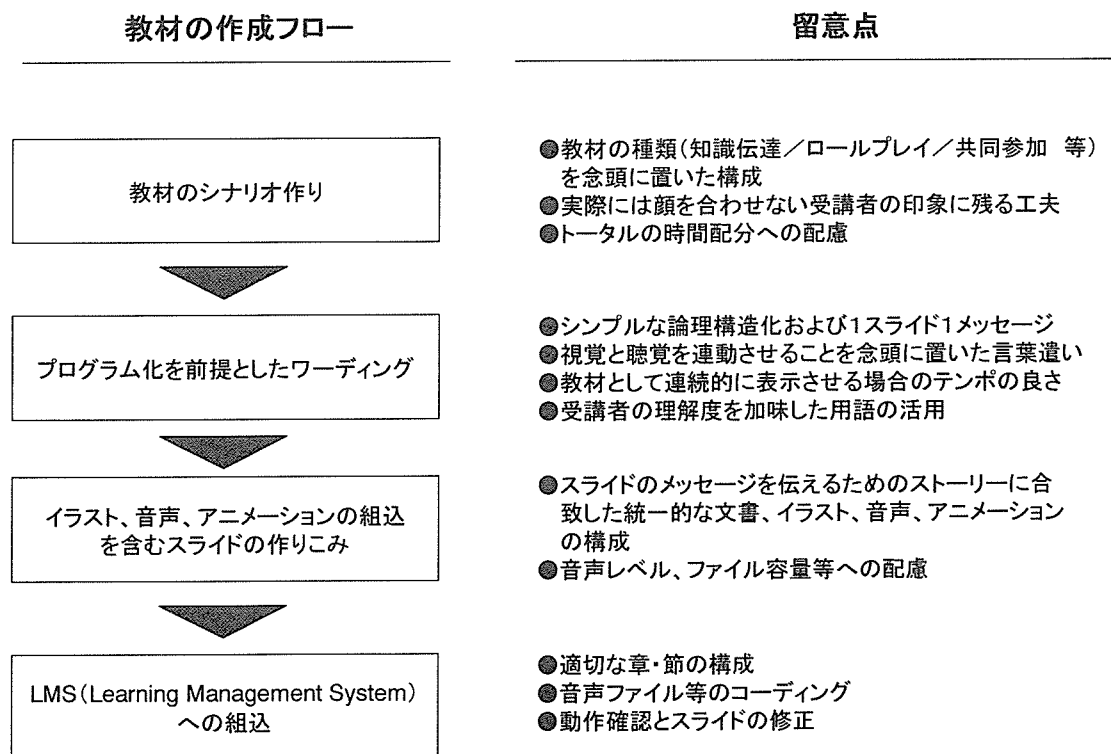 教材の作成フロー
留意点
教材のシナリオ作り
●教材の種類(知識伝達／ロールプレイ／共同参加 等)
を念頭に置いた構成
●実際には顔を合わせない受講者の印象に残る工夫
●トータルの時間配分への配慮
プログラム化を前提としたワーディング
●シンプルな論理構造化および1スライド1メッセージ
●視覚と聴覚を連動させることを念頭に置いた言葉遣い
●教材として連続的に表示させる場合のテンポの良さ
●受講者の理解度を加味した用語の活用
イラスト、音声、アニメーションの組込
を含むスライドの作りこみ
●スライドのメッセージを伝えるためのストーリーに合
致した統一的な文書、イラスト、音声、アニメーション
の構成
●音声レベル、ファイル容量等への配慮
LMS(Learning Management System)
への組込
●適切な章・節の構成
●音声ファイル等のコーディング
●動作確認とスライドの修正